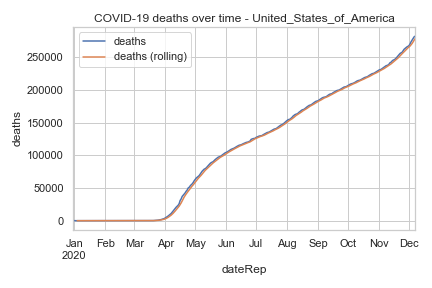 COVID-19 deaths over time - United_States_of_America
deaths
deaths (rolling)
250000
200000
150000
100000
50000
0
deaths
Jan Feb Mar Apr May Jun Jul Aug Sep Oct Nov Dec
2020
dateRep